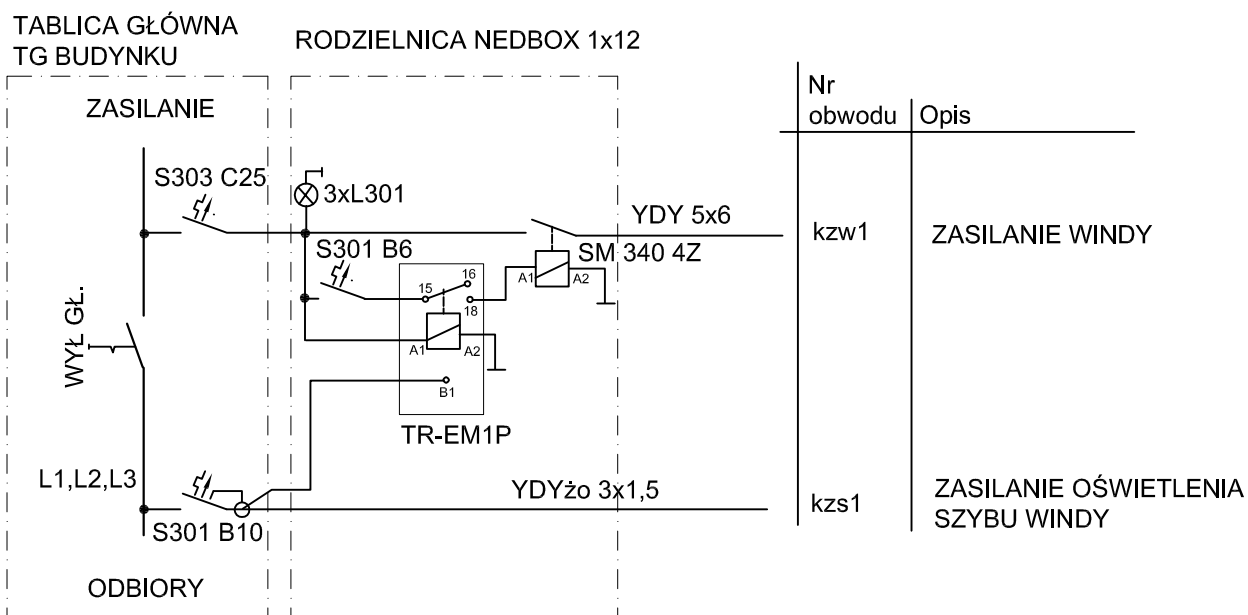 TABLICA GŁÓWNA
TG BUDYNKU
RODZIELNICA NEDBOX 1x12
Nr
obwodu
Opis
ZASILANIE
S303 C25
3xL301
YDY 5x6
kzw1
ZASILANIE WINDY
S301 B6
SM 340 4Z
A1
A2
15
16
18
WYŁ GŁ.
A1
A2
B1
TR-EM1P
L1,L2,L3
YDYżo 3x1,5
kzs1
ZASILANIE OŚWIETLENIA
SZYBU WINDY
S301 B10
ODBIORY